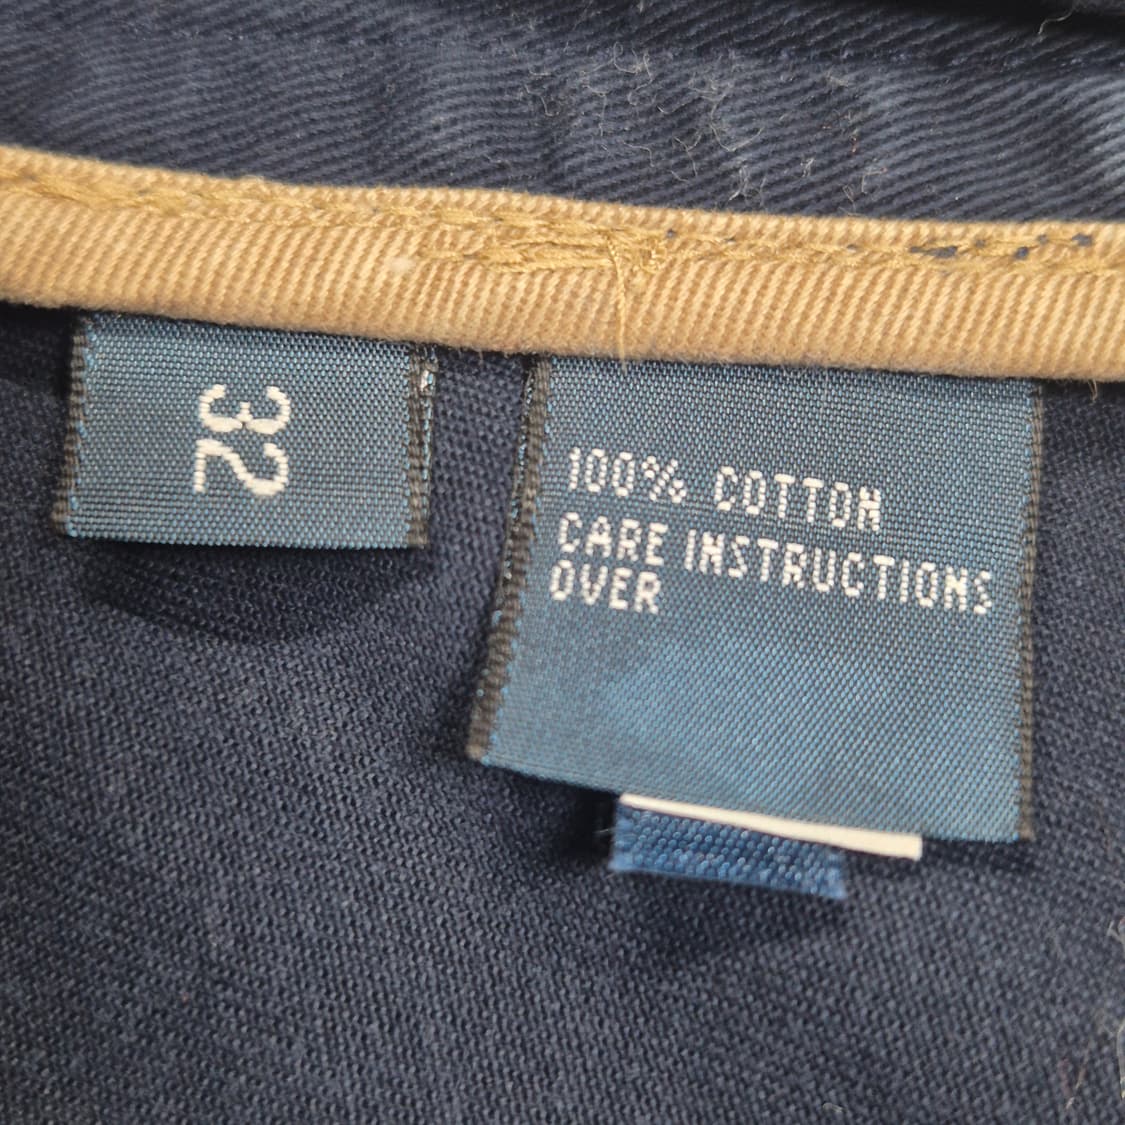 32
100% COTTON
CARE INSTRUCTIONS
OVER